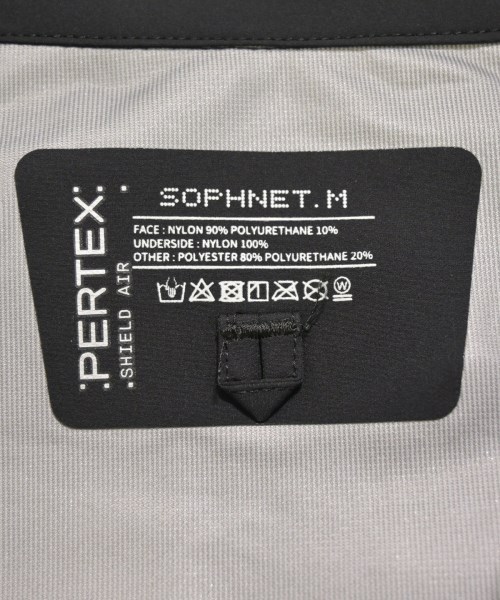 SOPHNET.M
FACE : NYLON 90% POLYURETHANE 10%
UNDERSIDE : NYLON 100%
OTHER : POLYESTER 80% POLYURETHANE 20%
W
:PERTEX:
SHIELD AIR